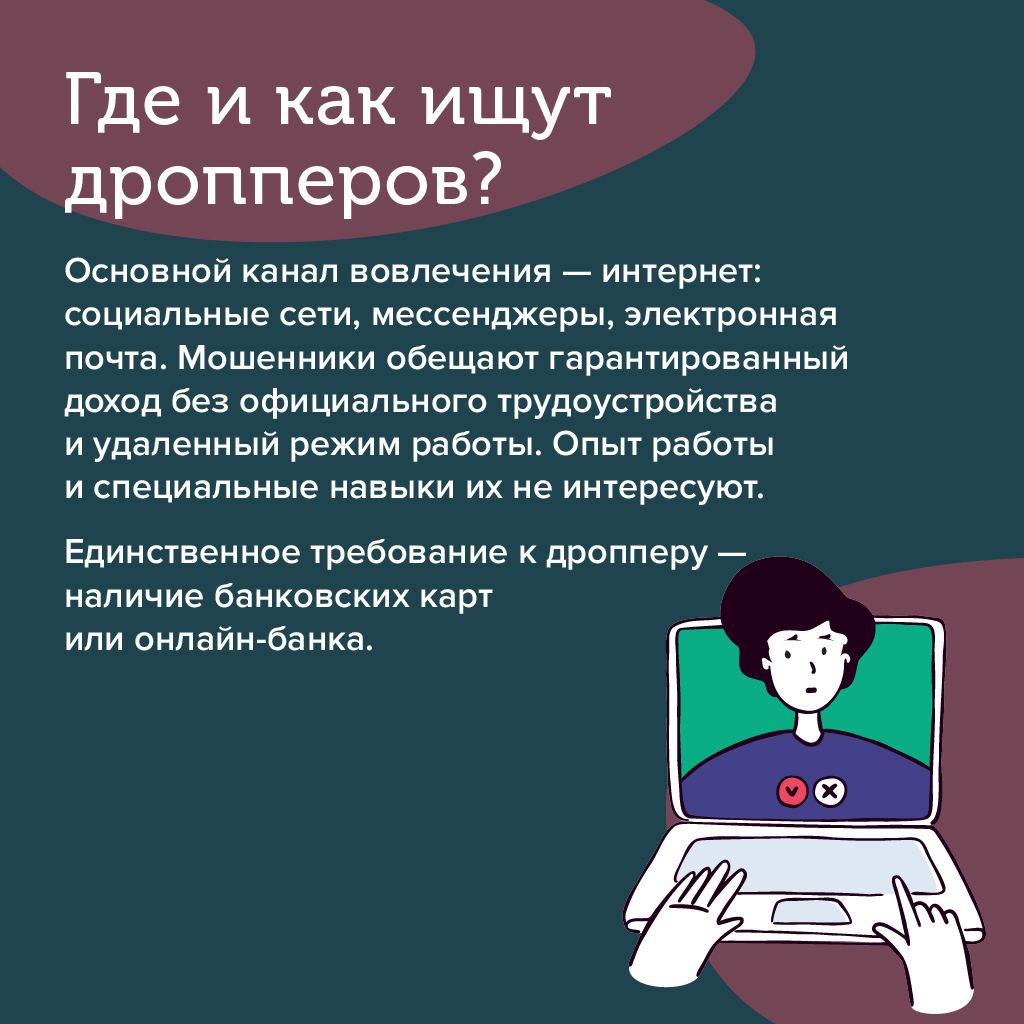 Где и как ищут
дропперов?
Основной канал вовлечения — интернет:
социальные сети, мессенджеры, электронная
почта. Мошенники обещают гарантированный
доход без официального трудоустройства
и удаленный режим работы. Опыт работы
и специальные навыки их не интересуют.
Единственное требование к дропперу —
наличие банковских карт
или онлайн-банка.